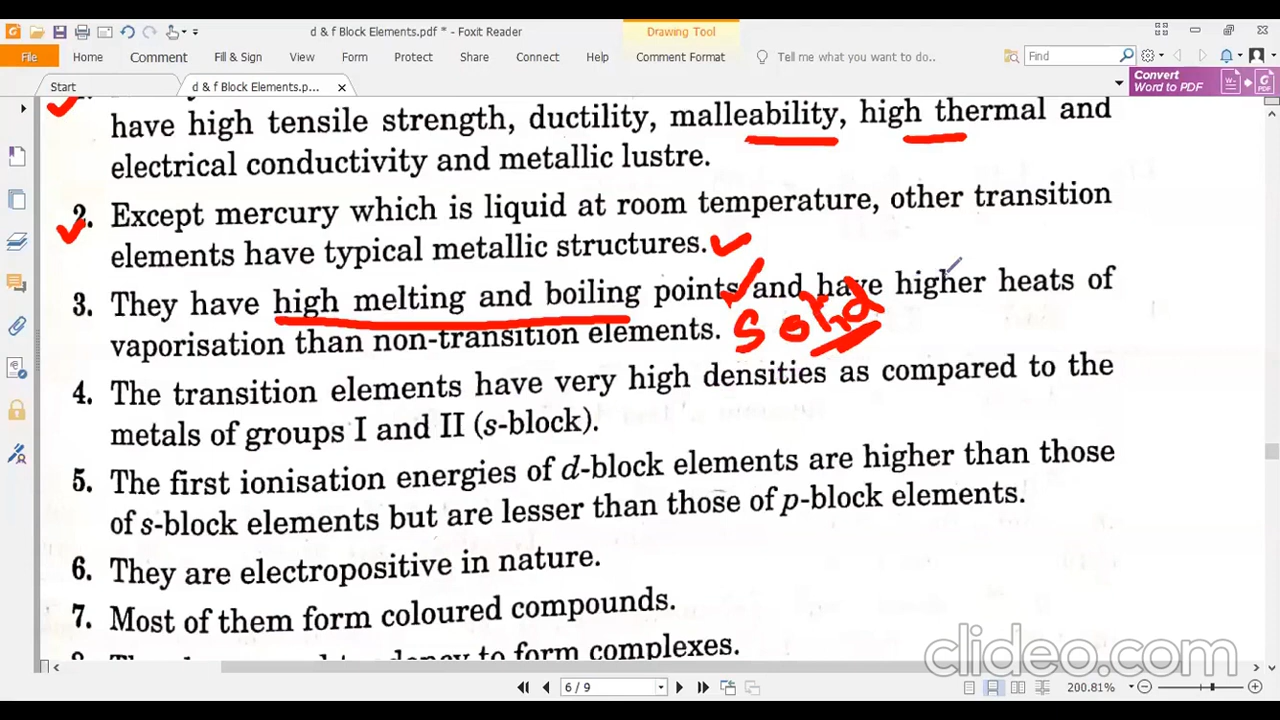 d & f Block Elements.pdf * - Foxit Reader
Drawing Tool
File Home Comment Fill & Sign View Form Protect Share Connect Help Comment Format Tell me what you want to do.. Find
Start d & f Block Elements.p...
Convert
Word to PDF
have high tensile strength, ductility, malleability, high thermal and
electrical conductivity and metallic lustre.
2. Except mercury which is liquid at room temperature, other transition
elements have typical metallic structures.
3. They have high melting and boiling points and have higher heats of
vaporisation than non-transition elements. Solid
4. The transition elements have very high densities as compared to the
metals of groups I and II (s-block).
5. The first ionisation energies of d-block elements are higher than those
of s-block elements but are lesser than those of p-block elements.
6. They are electropositive in nature.
7. Most of them form coloured compounds.
to form complexes.
clideo.com
6 / 9
200.81%